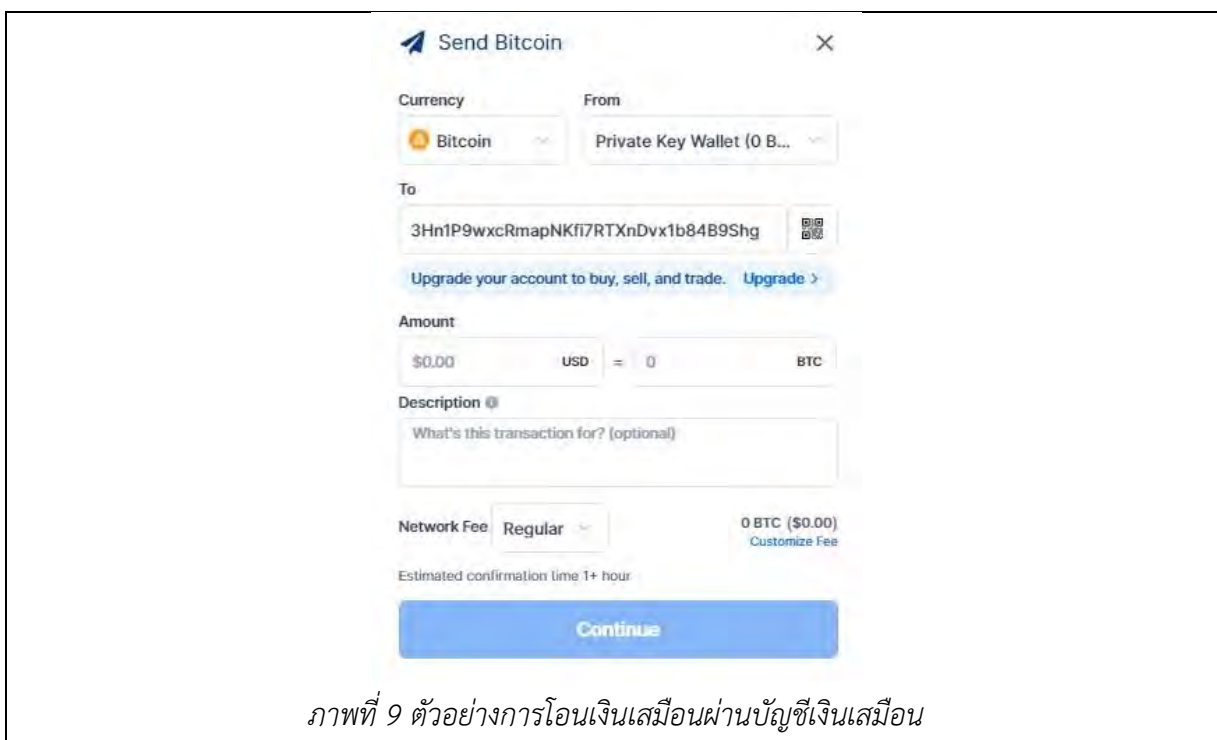 Send Bitcoin
Currency From
Bitcoin Private Key Wallet (0 B...
To
3Hn1P9wxcRmapNKfi7RTXnDvx1b84B9Shg
Upgrade your account to buy, sell, and trade. Upgrade >
Amount
$0.00 USD = 0 BTC
Description
What's this transaction for? (optional)
Network Fee Regular 0 BTC ($0.00)
Customize Fee
Estimated confirmation time 1+ hour
Continue
ภาพที่ 9 ตัวอย่างการโอนเงินเสมือนผ่านบัญชีเงินเสมือน